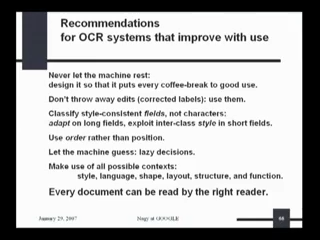 Recommendations
for OCR systems that improve with use
Never let the machine rest:
design it so that it puts every coffee-break to good use.
Don't throw away edits (corrected labels): use them.
Classify style-consistent fields, not characters:
adapt on long fields, exploit inter-class style in short fields.
Use order rather than position.
Let the machine guess: lazy decisions.
Make use of all possible contexts:
style, language, shape, layout, structure, and function.
Every document can be read by the right reader.
January 29, 2007
Nagy at GOOGLE